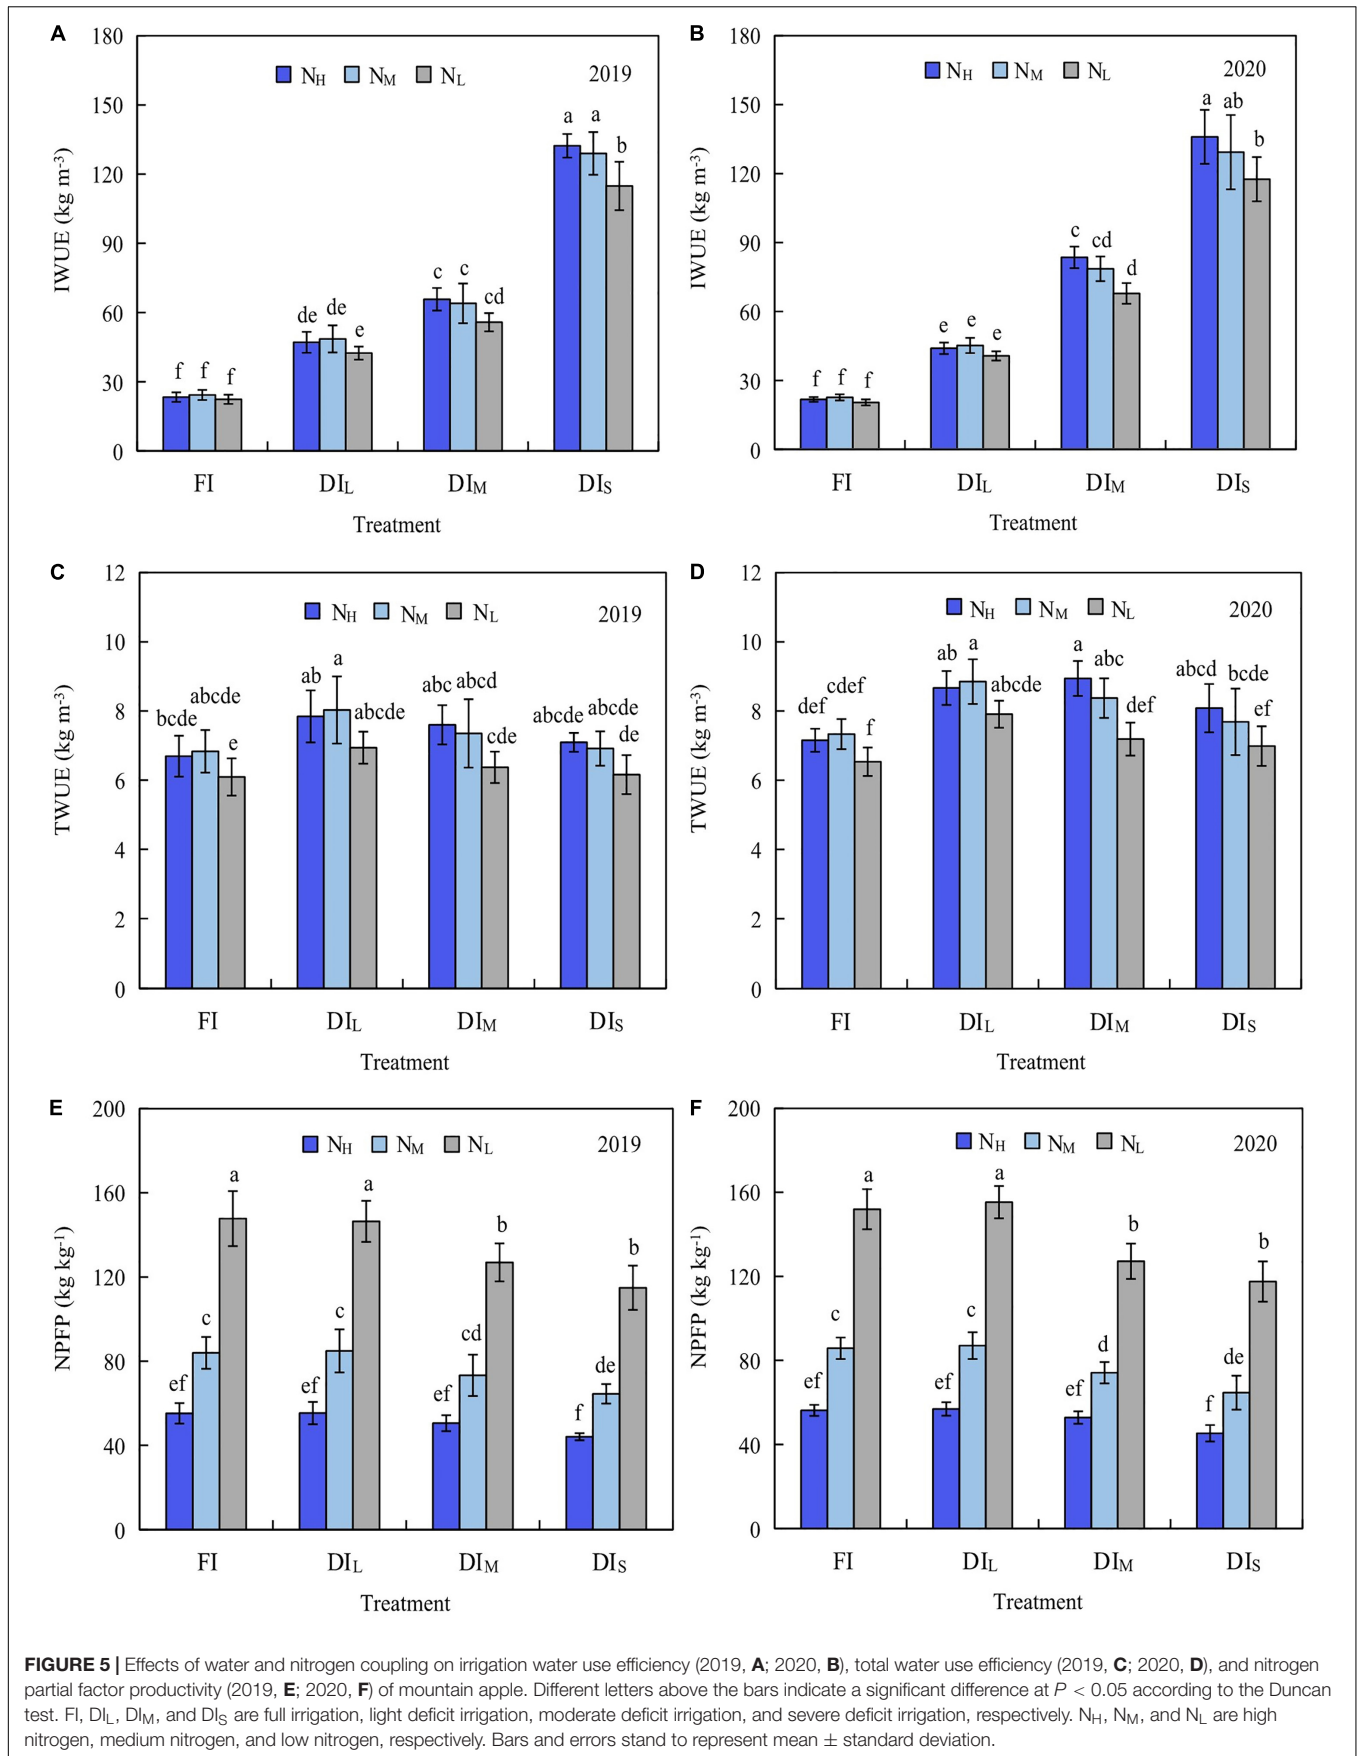 A
180
150
120
90
60
30
0
IWUE (kg m-3)
NH NM NL 2019
a a b
c c cd
de de e
f f f
FI DIL DIM DIS
Treatment
B
180
150
120
90
60
30
0
IWUE (kg m-3)
NH NM NL 2020
a ab b
c cd d
e e e
f f f
FI DIL DIM DIS
Treatment
C
12
10
8
6
4
2
0
TWUE (kg m-3)
NH NM NL 2019
bcde abcde e
ab a abcde
abc abcd cde
abcde abcde de
FI DIL DIM DIS
Treatment
D
12
10
8
6
4
2
0
TWUE (kg m-3)
NH NM NL 2020
def cdef f
ab a abcde
a abc def
abcd bcde ef
FI DIL DIM DIS
Treatment
E
200
160
120
80
40
0
NPFP (kg kg-1)
NH NM NL 2019
ef c a
ef c a
ef cd b
f de b
FI DIL DIM DIS
Treatment
F
200
160
120
80
40
0
NPFP (kg kg-1)
NH NM NL 2020
ef c a
ef c a
ef d b
f de b
FI DIL DIM DIS
Treatment
FIGURE 5 | Effects of water and nitrogen coupling on irrigation water use efficiency (2019, A; 2020, B), total water use efficiency (2019, C; 2020, D), and nitrogen
partial factor productivity (2019, E; 2020, F) of mountain apple. Different letters above the bars indicate a significant difference at P < 0.05 according to the Duncan
test. FI, DIL, DIM, and DIS are full irrigation, light deficit irrigation, moderate deficit irrigation, and severe deficit irrigation, respectively. NH, NM, and NL are high
nitrogen, medium nitrogen, and low nitrogen, respectively. Bars and errors stand to represent mean ± standard deviation.